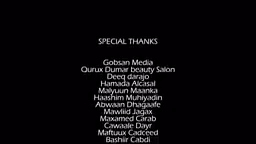 SPECIAL THANKS
Gobsan Media
Qurux Dumar beauty Salon
Deeq darajo
Hamada Alcasal
Malyuun Maanka
Haashim Muhiyadin
Abwaan Dhagaafe
Mawliid Jagax
Maxamed Carab
Cawaale Dayr
Maftuux Cadceed
Bashiir Cabdi